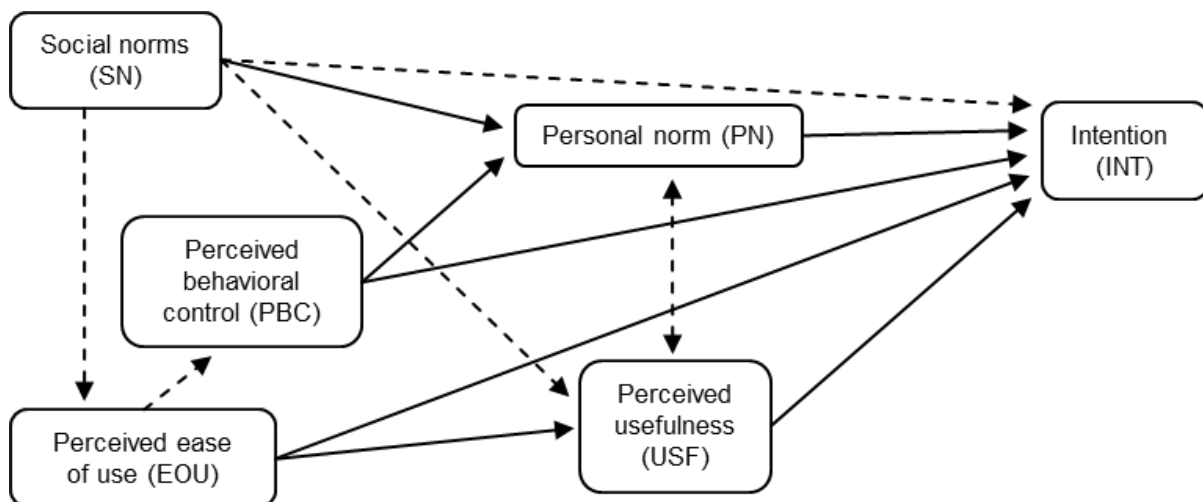 Social norms
(SN)
Personal norm (PN)
Intention
(INT)
Perceived
behavioral
control (PBC)
Perceived
usefulness
(USF)
Perceived ease
of use (EOU)